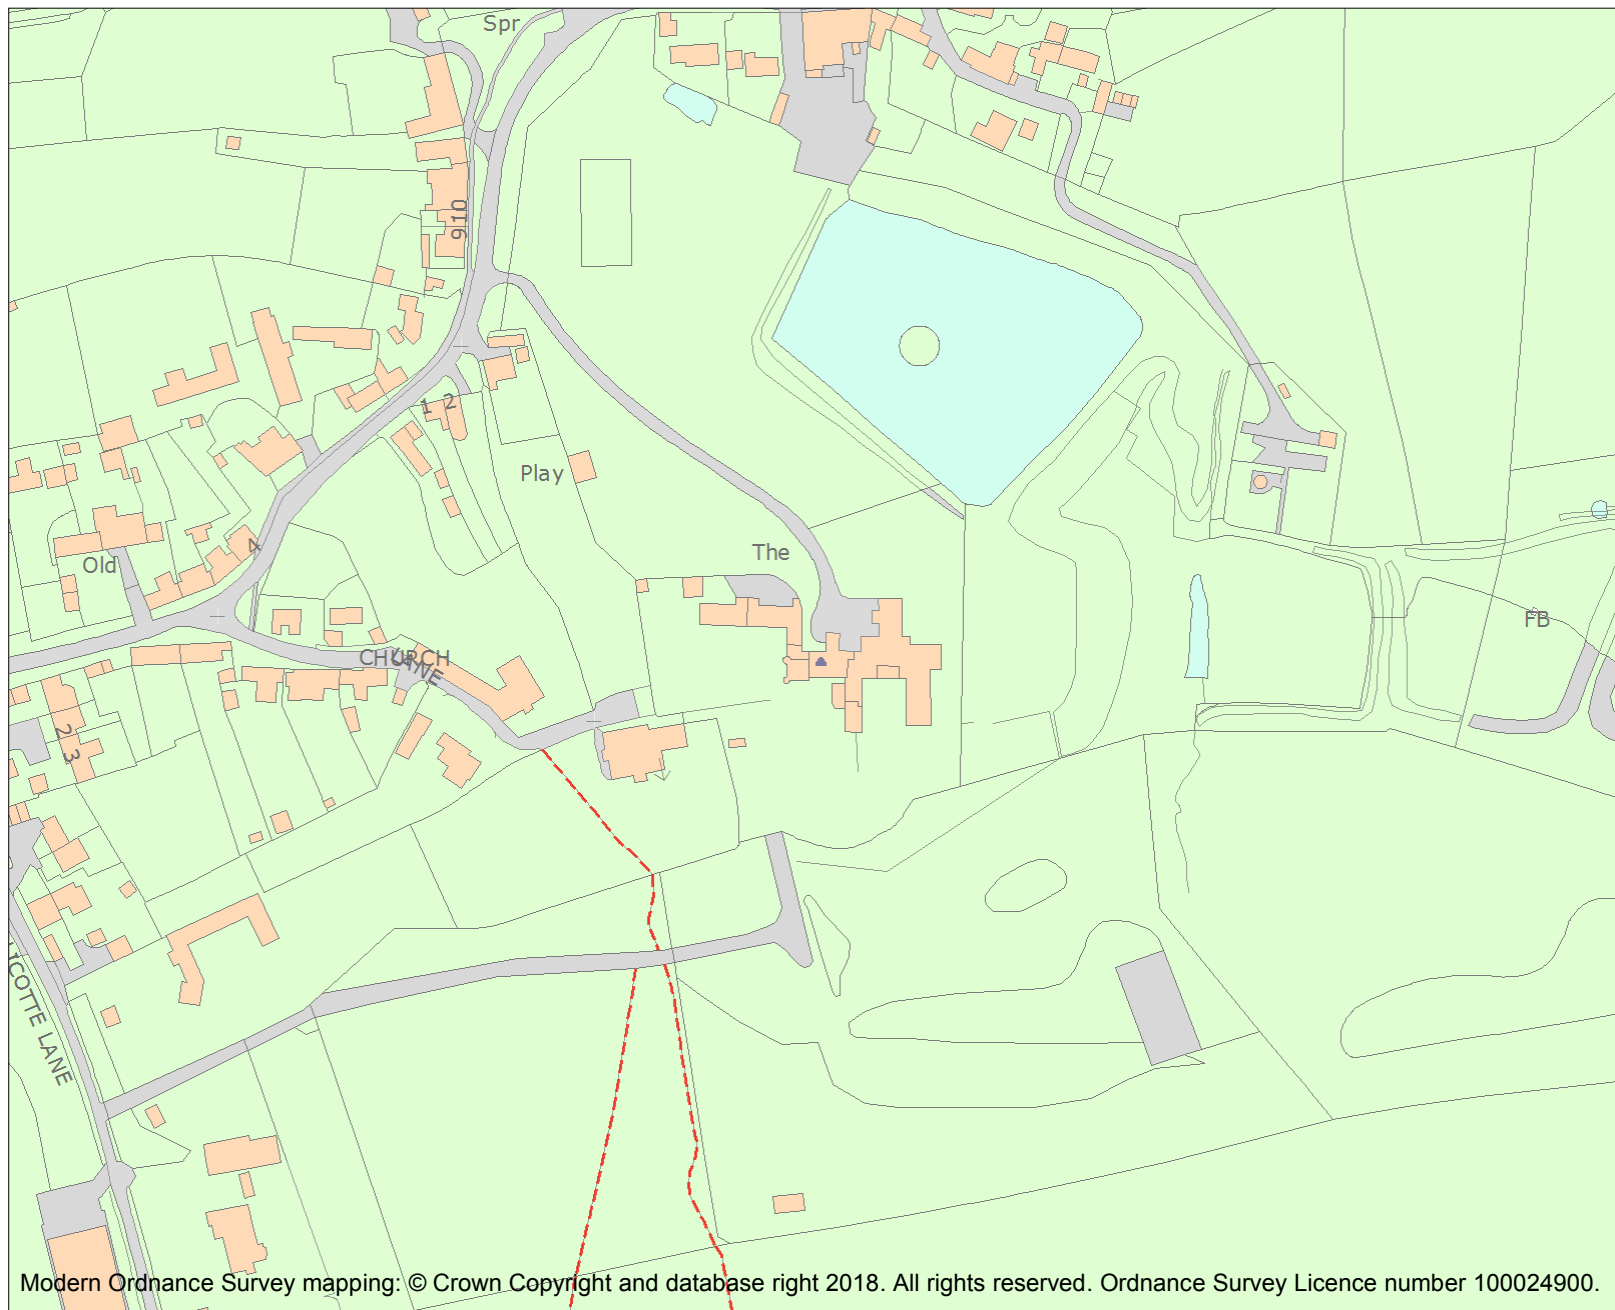 Spr
9
10
1 2
Play
4
Old
The
FB
CHURCH
LANE
2
3
ICOTTE LANE
Modern Ordnance Survey mapping: © Crown Copyright and database right 2018. All rights reserved. Ordnance Survey Licence number 100024900.